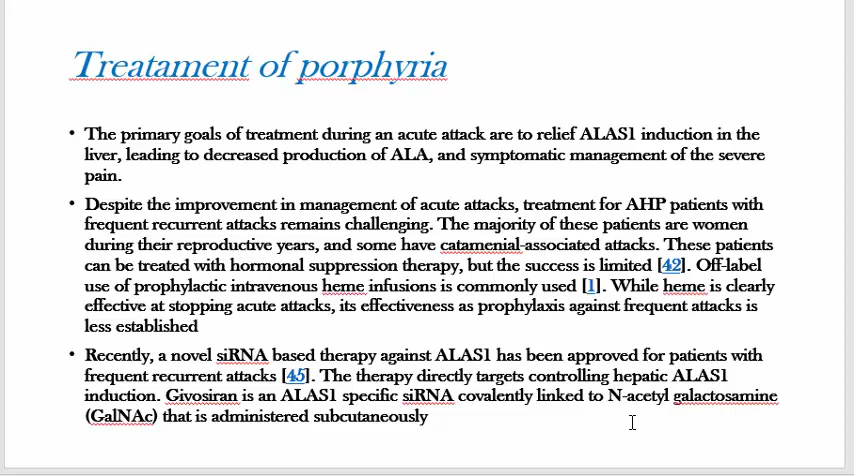 Treatament of porphyria
• The primary goals of treatment during an acute attack are to relief ALAS1 induction in the
liver, leading to decreased production of ALA, and symptomatic management of the severe
pain.
• Despite the improvement in management of acute attacks, treatment for AHP patients with
frequent recurrent attacks remains challenging. The majority of these patients are women
during their reproductive years, and some have catamenial-associated attacks. These patients
can be treated with hormonal suppression therapy, but the success is limited [42]. Off-label
use of prophylactic intravenous heme infusions is commonly used [1]. While heme is clearly
effective at stopping acute attacks, its effectiveness as prophylaxis against frequent attacks is
less established
• Recently, a novel siRNA based therapy against ALAS1 has been approved for patients with
frequent recurrent attacks [45]. The therapy directly targets controlling hepatic ALAS1
induction. Givosiran is an ALAS1 specific siRNA covalently linked to N-acetyl galactosamine
(GalNAc) that is administered subcutaneously